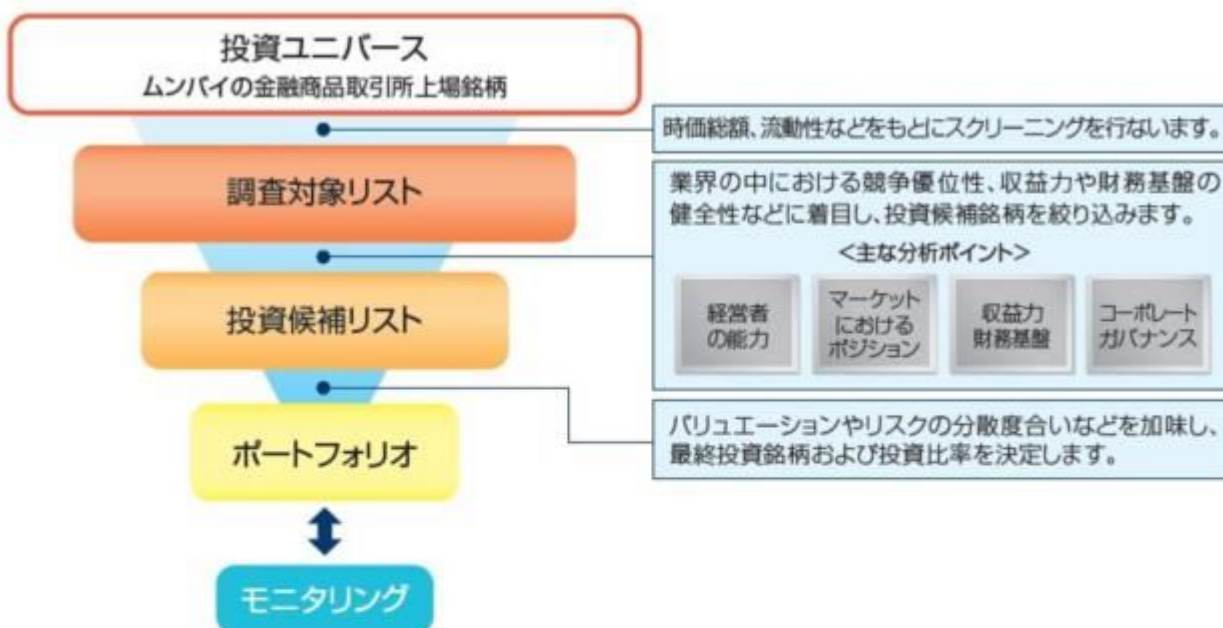 投資ユニバース
ムンバイの金融商品取引所上場銘柄
時価総額、流動性などをもとにスクリーニングを行ないます。
調査対象リスト
業界の中における競争優位性、収益力や財務基盤の
健全性などに着目し、投資候補銘柄を絞り込みます。
<主な分析ポイント>
経営者
の能力
マーケット
における
ポジション
収益力
財務基盤
コーポレート
ガバナンス
投資候補リスト
バリュエーションやリスクの分散度合いなどを加味し、
最終投資銘柄および投資比率を決定します。
ポートフォリオ
モニタリング